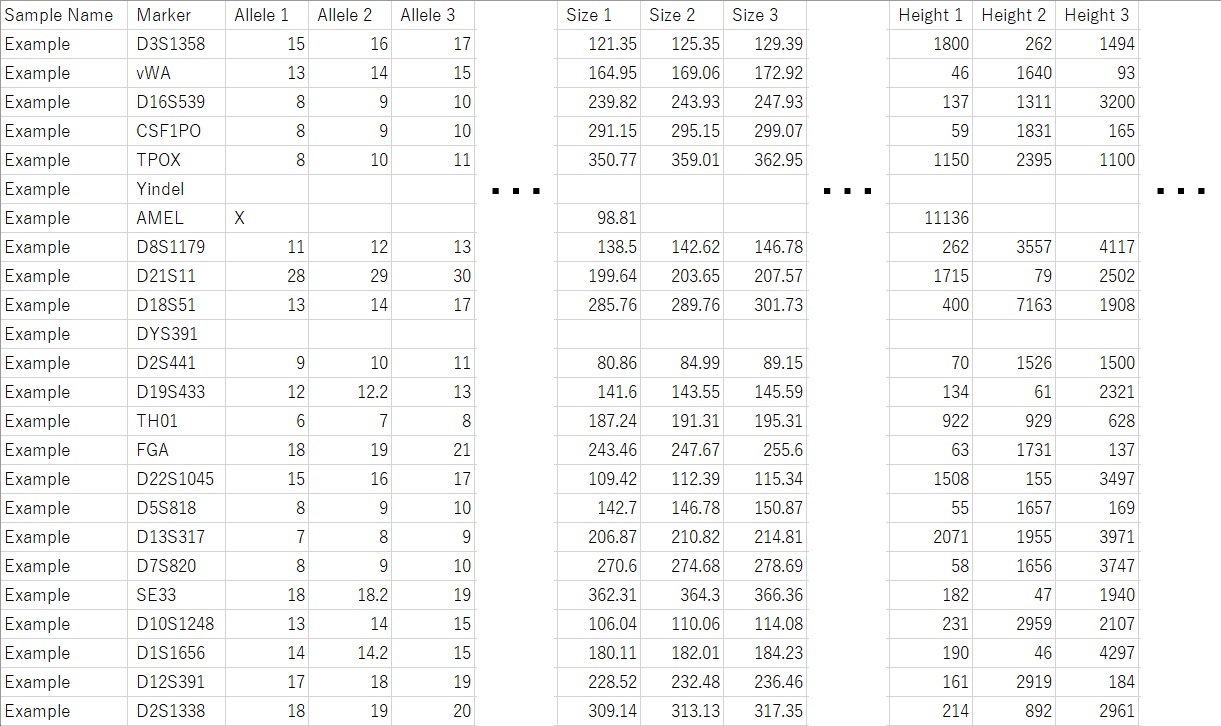 Sample Name Marker Allele 1 Allele 2 Allele 3 Size 1 Size 2 Size 3 Height 1 Height 2 Height 3
Example D3S1358 15 16 17 121.35 125.35 129.39 1800 262 1494
Example vWA 13 14 15 164.95 169.06 172.92 46 1640 93
Example D16S539 8 9 10 239.82 243.93 247.93 137 1311 3200
Example CSF1PO 8 9 10 291.15 295.15 299.07 59 1831 165
Example TPOX 8 10 11 350.77 359.01 362.95 1150 2395 1100
Example Yindel ... ... ...
Example AMEL X 98.81 11136
Example D8S1179 11 12 13 138.5 142.62 146.78 262 3557 4117
Example D21S11 28 29 30 199.64 203.65 207.57 1715 79 2502
Example D18S51 13 14 17 285.76 289.76 301.73 400 7163 1908
Example DYS391
Example D2S441 9 10 11 80.86 84.99 89.15 70 1526 1500
Example D19S433 12 12.2 13 141.6 143.55 145.59 134 61 2321
Example TH01 6 7 8 187.24 191.31 195.31 922 929 628
Example FGA 18 19 21 243.46 247.67 255.6 63 1731 137
Example D22S1045 15 16 17 109.42 112.39 115.34 1508 155 3497
Example D5S818 8 9 10 142.7 146.78 150.87 55 1657 169
Example D13S317 7 8 9 206.87 210.82 214.81 2071 1955 3971
Example D7S820 8 9 10 270.6 274.68 278.69 58 1656 3747
Example SE33 18 18.2 19 362.31 364.3 366.36 182 47 1940
Example D10S1248 13 14 15 106.04 110.06 114.08 231 2959 2107
Example D1S1656 14 14.2 15 180.11 182.01 184.23 190 46 4297
Example D12S391 17 18 19 228.52 232.48 236.46 161 2919 184
Example D2S1338 18 19 20 309.14 313.13 317.35 214 892 2961